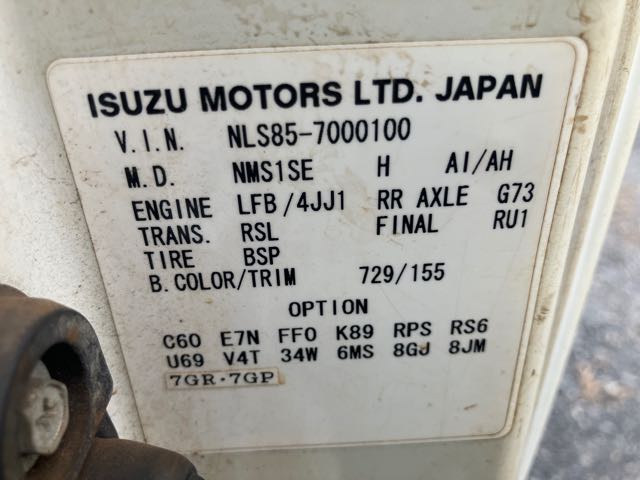 ISUZU MOTORS LTD. JAPAN
V.I.N. NLS85-7000100
M.D. NMS1SE H AI/AH
ENGINE LFB/4JJ1 RR AXLE G73
TRANS. RSL FINAL RU1
TIRE BSP
B.COLOR/TRIM 729/155
OPTION
C60 E7N FF0 K89 RPS RS6
U69 V4T 34W 6MS 8GJ 8JM
7GR・7GP